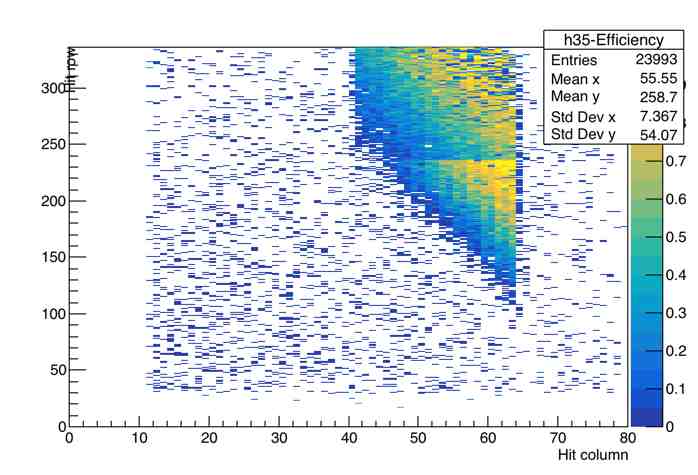 h35-Efficiency
Entries 23993
Mean x 55.55
Mean y 258.7
Std Dev x 7.367
Std Dev y 54.07
300
250
200
150
100
50
0
0 10 20 30 40 50 60 70 80
Hit column
0.7
0.6
0.5
0.4
0.3
0.2
0.1
0